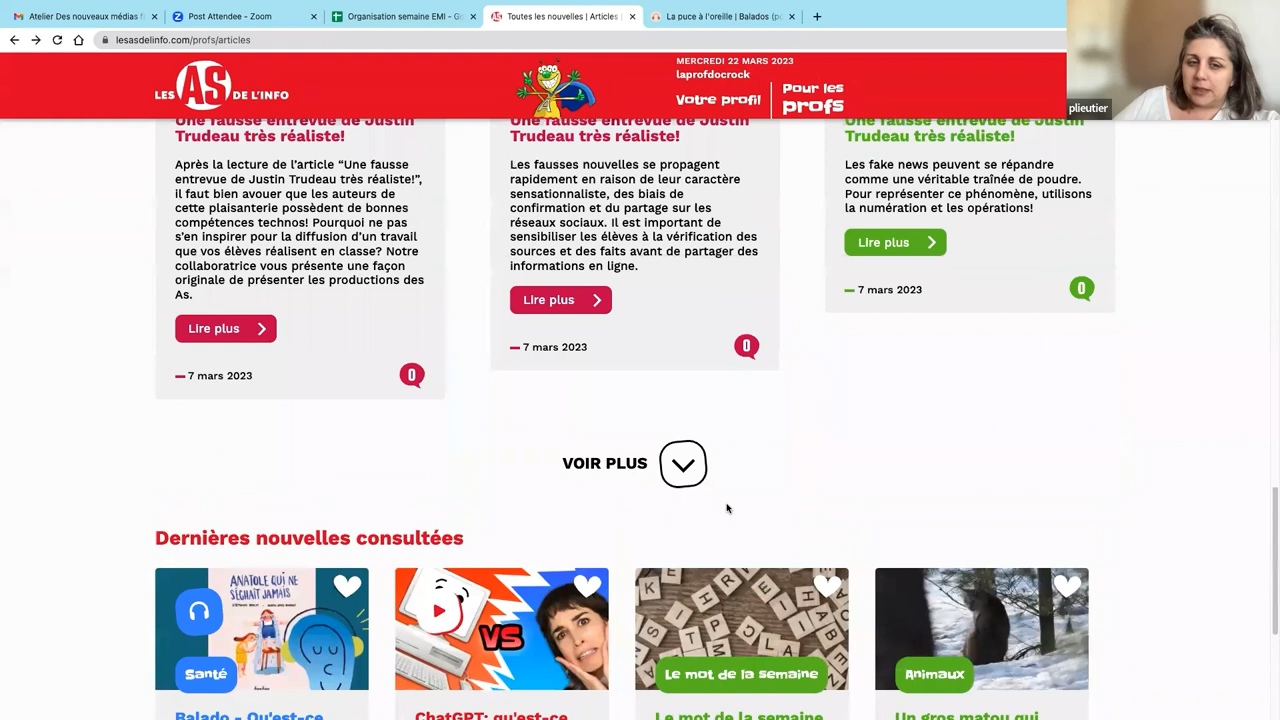 Atelier Des nouveaux médias
Post Attendee - Zoom
Organisation semaine EMI - G
Toutes les nouvelles | Articles |
La puce à l'oreille | Balados (p
lesasdelinfo.com/profs/articles
LES AS DE L'INFO
MERCREDI 22 MARS 2023
laprofdocrock
Votre profil
Pour les
profs
plieutier
Une fausse entrevue de Justin
Trudeau très réaliste!
Après la lecture de l'article “Une fausse
entrevue de Justin Trudeau très réaliste!”,
il faut bien avouer que les auteurs de
cette plaisanterie possèdent de bonnes
compétences technos! Pourquoi ne pas
s'en inspirer pour la diffusion d'un travail
que vos élèves réalisent en classe? Notre
collaboratrice vous présente une façon
originale de présenter les productions des
As.
Lire plus
7 mars 2023
0
Une fausse entrevue de Justin
Trudeau très réaliste!
Les fausses nouvelles se propagent
rapidement en raison de leur caractère
sensationnaliste, des biais de
confirmation et du partage sur les
réseaux sociaux. Il est important de
sensibiliser les élèves à la vérification des
sources et des faits avant de partager des
informations en ligne.
Lire plus
7 mars 2023
0
Une fausse entrevue de Justin
Trudeau très réaliste!
Les fake news peuvent se répandre
comme une véritable traînée de poudre.
Pour représenter ce phénomène, utilisons
la numération et les opérations!
Lire plus
7 mars 2023
0
VOIR PLUS
Dernières nouvelles consultées
ANATOLE QUI NE
SÉCHAIT JAMAIS
Santé
Balado - Qu'est-ce
VS
ChatGPT: qu'est-ce
Le mot de la semaine
Le mot de la semaine
Animaux
Un gros matou qui